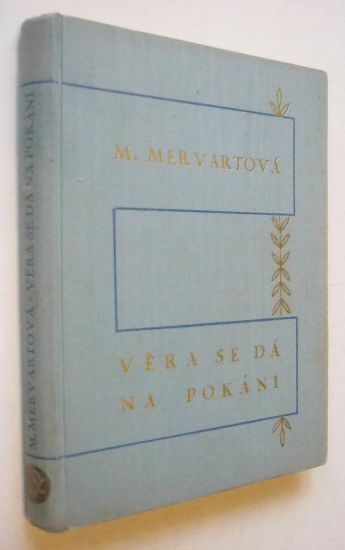 M. MERVARTOVÁ
VĚRA SE DÁ
NA POKÁNÍ
M. MERVARTOVÁ - VĚRA SE DÁ NA POKÁNÍ